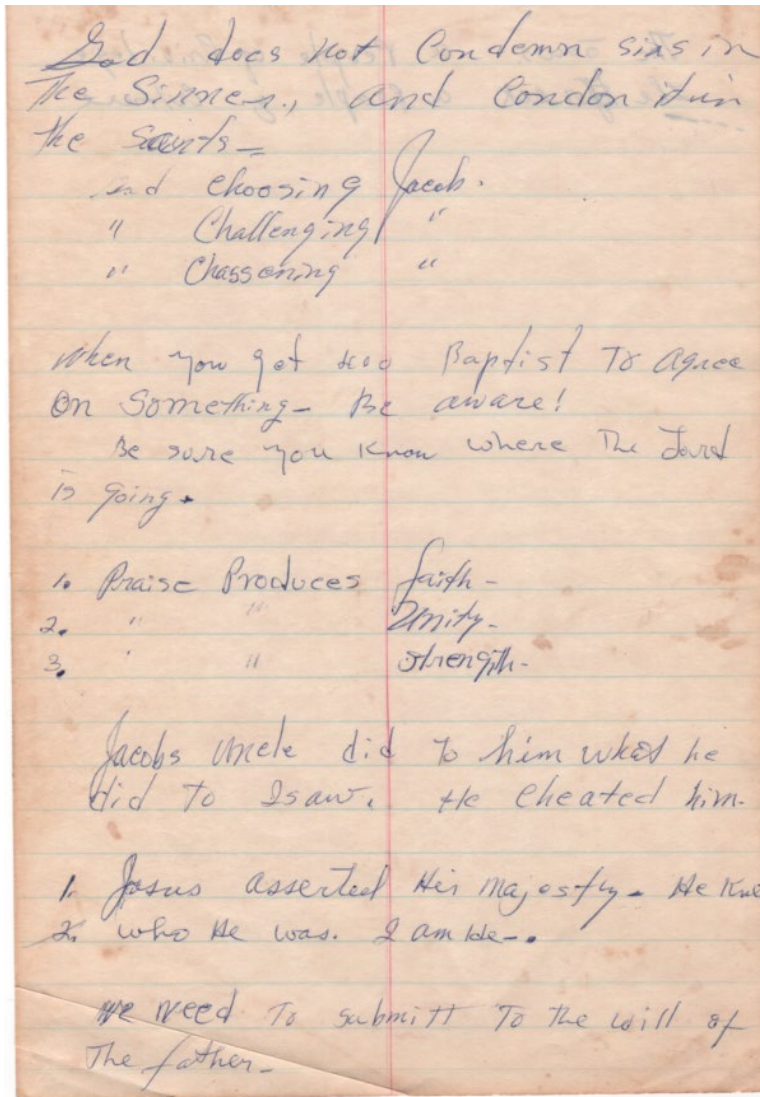 God does not Condemn sins in
The Sinner., and Condon it in
the Saints-
God Choosing Jacob.
" Challenging "
" Chassening "
When you get two Baptist To agree
On Something- Be aware!
Be sure you Know where The Lord
is going.
1. Praise Produces faith-
2. " " Unity-
3. " " Strength-
Jacobs uncle did To him what he
did To Isaw. He Cheated him.
1. Jesus asserted His majesty- He Kne
2. who He was. I am He-.
We need To submitt To The will of
The father-